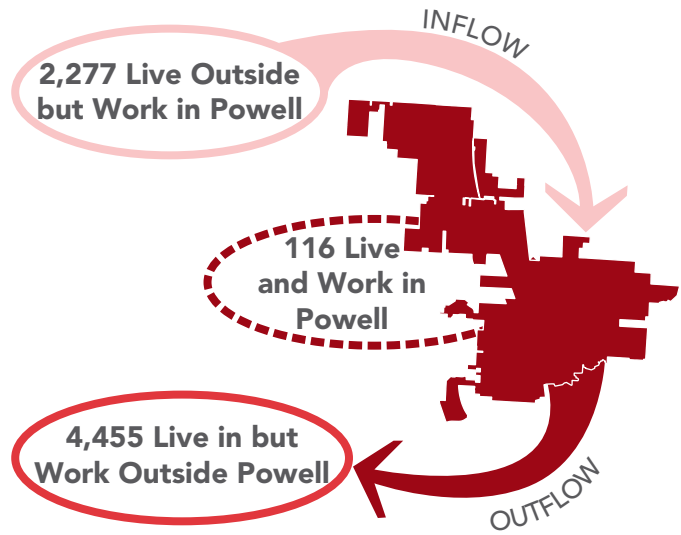 INFLOW
2,277 Live Outside
but Work in Powell
116 Live
and Work in
Powell
4,455 Live in but
Work Outside Powell
OUTFLOW